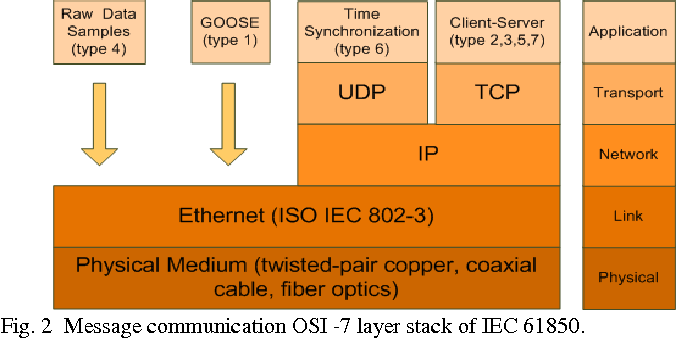 Raw Data
Samples
(type 4)
GOOSE
(type 1)
Time
Synchronization
(type 6)
Client-Server
(type 2,3,5,7)
Application
UDP
TCP
Transport
IP
Network
Ethernet (ISO IEC 802-3)
Link
Physical Medium (twisted-pair copper, coaxial
cable, fiber optics)
Physical
Fig. 2 Message communication OSI -7 layer stack of IEC 61850.